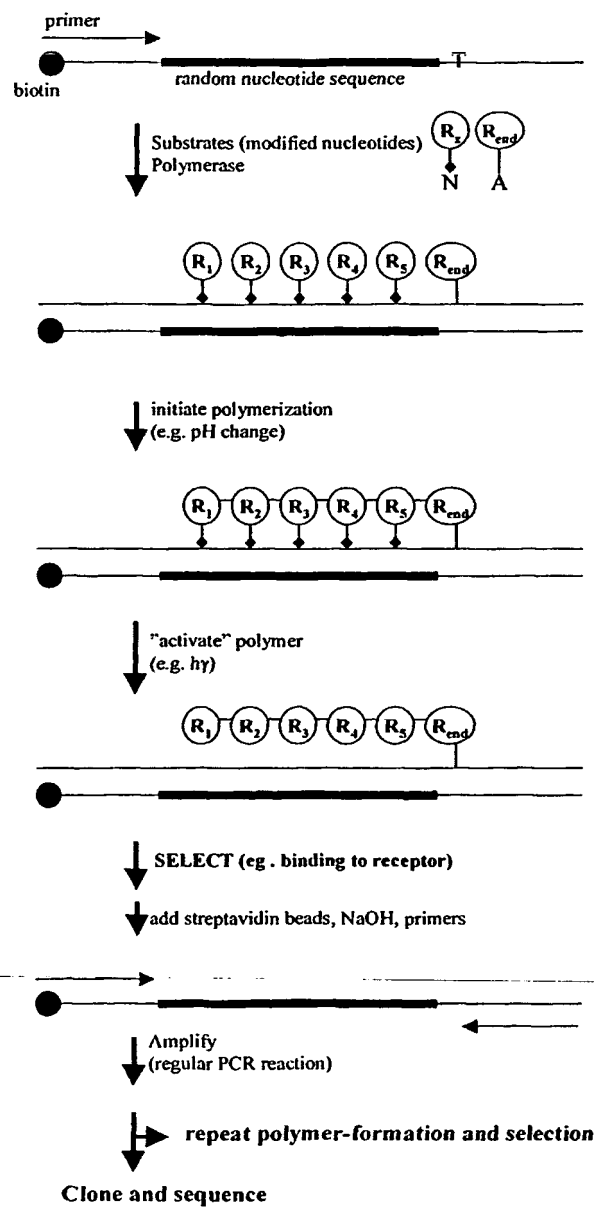 primer
T
biotin
random nucleotide sequence
Substrates (modified nucleotides)
Polymerase
Rx Rend
N A
R1 R2 R3 R4 R5 Rend
initiate polymerization
(e.g. pH change)
R1 R2 R3 R4 R5 Rend
"activate" polymer
(e.g. hγ)
R1 R2 R3 R4 R5 Rend
SELECT (eg . binding to receptor)
add streptavidin beads, NaOH, primers
Amplify
(regular PCR reaction)
repeat polymer-formation and selection
Clone and sequence